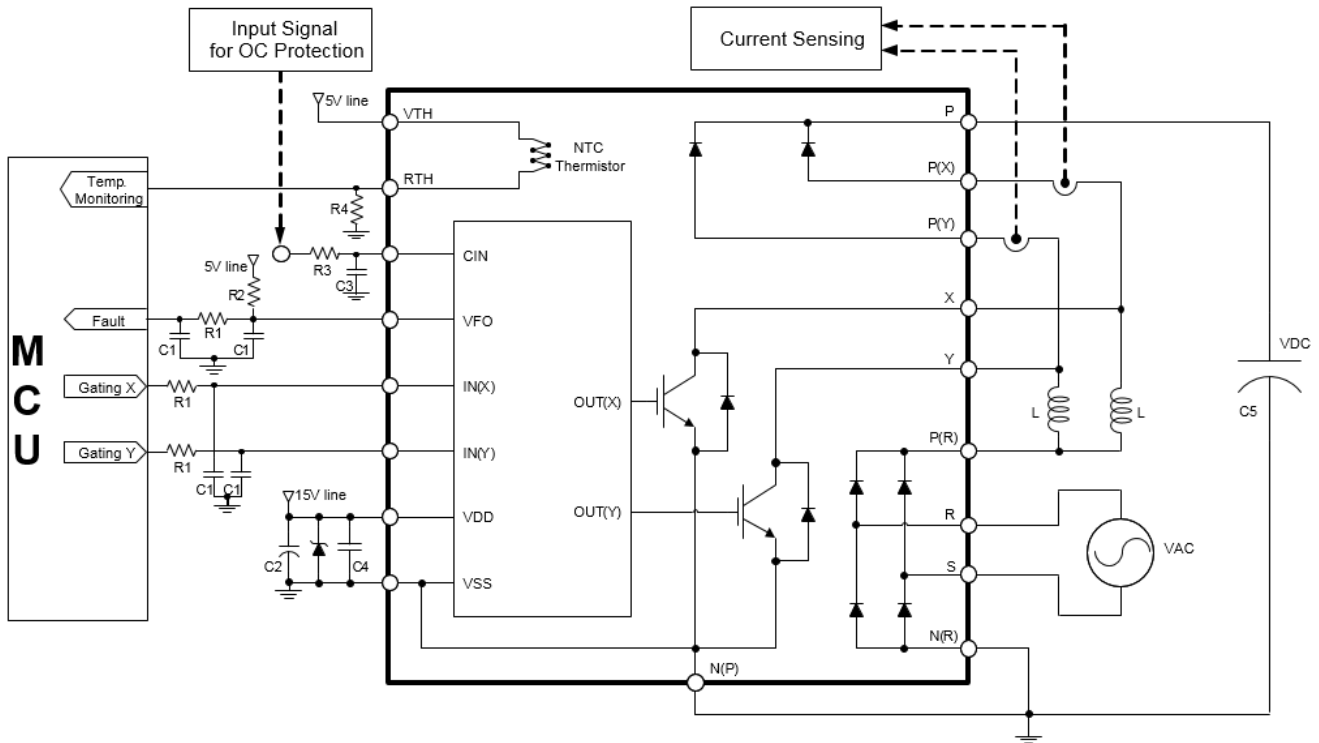 Input Signal
for OC Protection
Current Sensing
5V line
VTH
NTC
Thermistor
P
P(X)
P(Y)
Temp.
Monitoring
RTH
R4
CIN
R3
C3
5V line
R2
Fault
R1
C1
C1
VFO
X
Y
VDC
C5
M
C
U
Gating X
R1
IN(X)
OUT(X)
L
L
Gating Y
R1
IN(Y)
C1
C1
P(R)
15V line
VDD
OUT(Y)
R
VAC
C2
C4
VSS
S
N(R)
N(P)